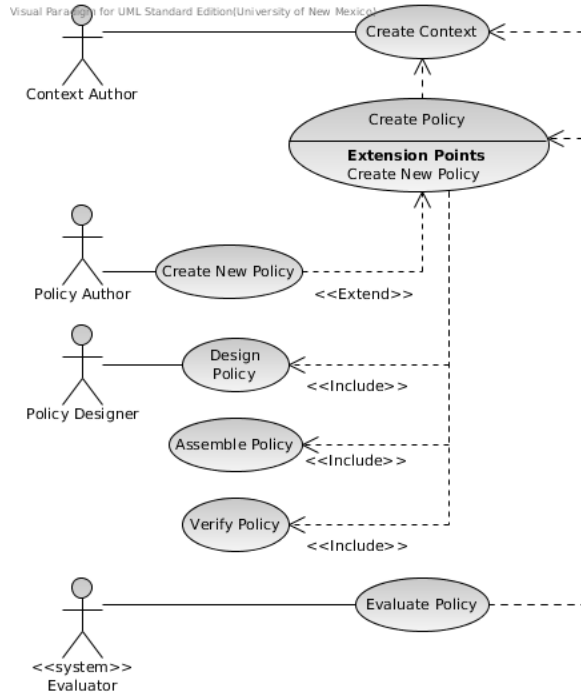 Visual Paradigm for UML Standard Edition(University of New Mexico)
Create Context
Context Author
Create Policy
Extension Points
Create New Policy
Create New Policy
Policy Author
<<Extend>>
Design
Policy
<<Include>>
Policy Designer
Assemble Policy
<<Include>>
Verify Policy
<<Include>>
Evaluate Policy
<<system>>
Evaluator